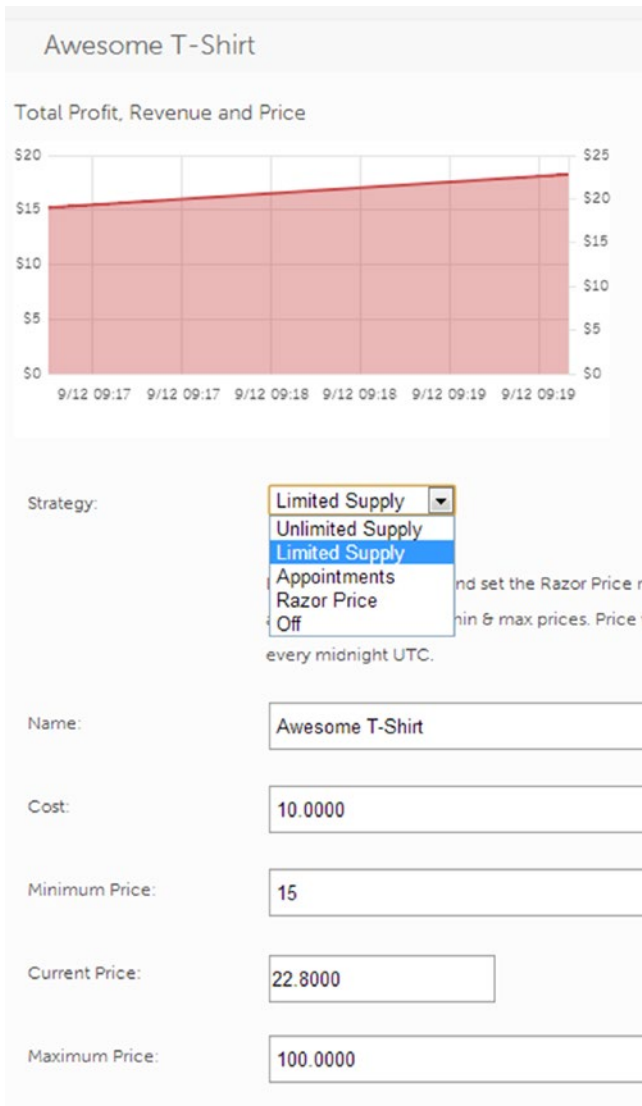 Awesome T-Shirt
Total Profit, Revenue and Price
$20 $25
$20
$15
$15
$10
$10
$5
$5
$0 $0
9/12 09:17 9/12 09:17 9/12 09:18 9/12 09:18 9/12 09:19 9/12 09:19
Strategy: Limited Supply
Unlimited Supply
Limited Supply
Appointments nd set the Razor Price
Razor Price
Off & max prices. Price
every midnight UTC.
Name: Awesome T-Shirt
Cost: 10.0000
Minimum Price: 15
Current Price: 22.8000
Maximum Price: 100.0000